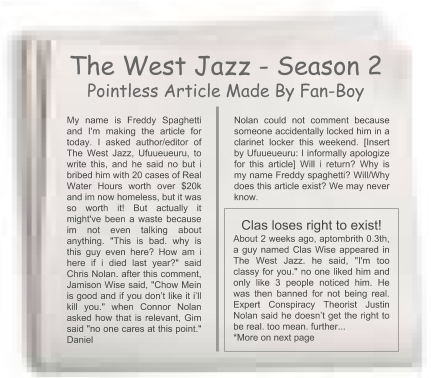 The West Jazz - Season 2
Pointless Article Made By Fan-Boy
My name is Freddy Spaghetti
and I'm making the article for
today. I asked author/editor of
The West Jazz, Ufuueueuru, to
write this, and he said no but i
bribed him with 20 cases of Real
Water Hours worth over $20k
and im now homeless, but it was
so worth it! But actually it
might've been a waste because
im not even talking about
anything. "This is bad. why is
this guy even here? How am i
here if i died last year?" said
Chris Nolan. after this comment,
Jamison Wise said, "Chow Mein
is good and if you don't like it i'll
kill you." when Connor Nolan
asked how that is relevant, Gim
said "no one cares at this point."
Daniel
Nolan could not comment because
someone accidentally locked him in a
clarinet locker this weekend. [Insert
by Ufuueueuru: I informally apologize
for this article] Will i return? Why is
my name Freddy spaghetti? Will/Why
does this article exist? We may never
know.
Clas loses right to exist!
About 2 weeks ago, aptombrith 0.3th,
a guy named Clas Wise appeared in
The West Jazz. he said, "I'm too
classy for you." no one liked him and
only like 3 people noticed him. He
was then banned for not being real.
Expert Conspiracy Theorist Justin
Nolan said he doesn't get the right to
be real. too mean. further...
*More on next page